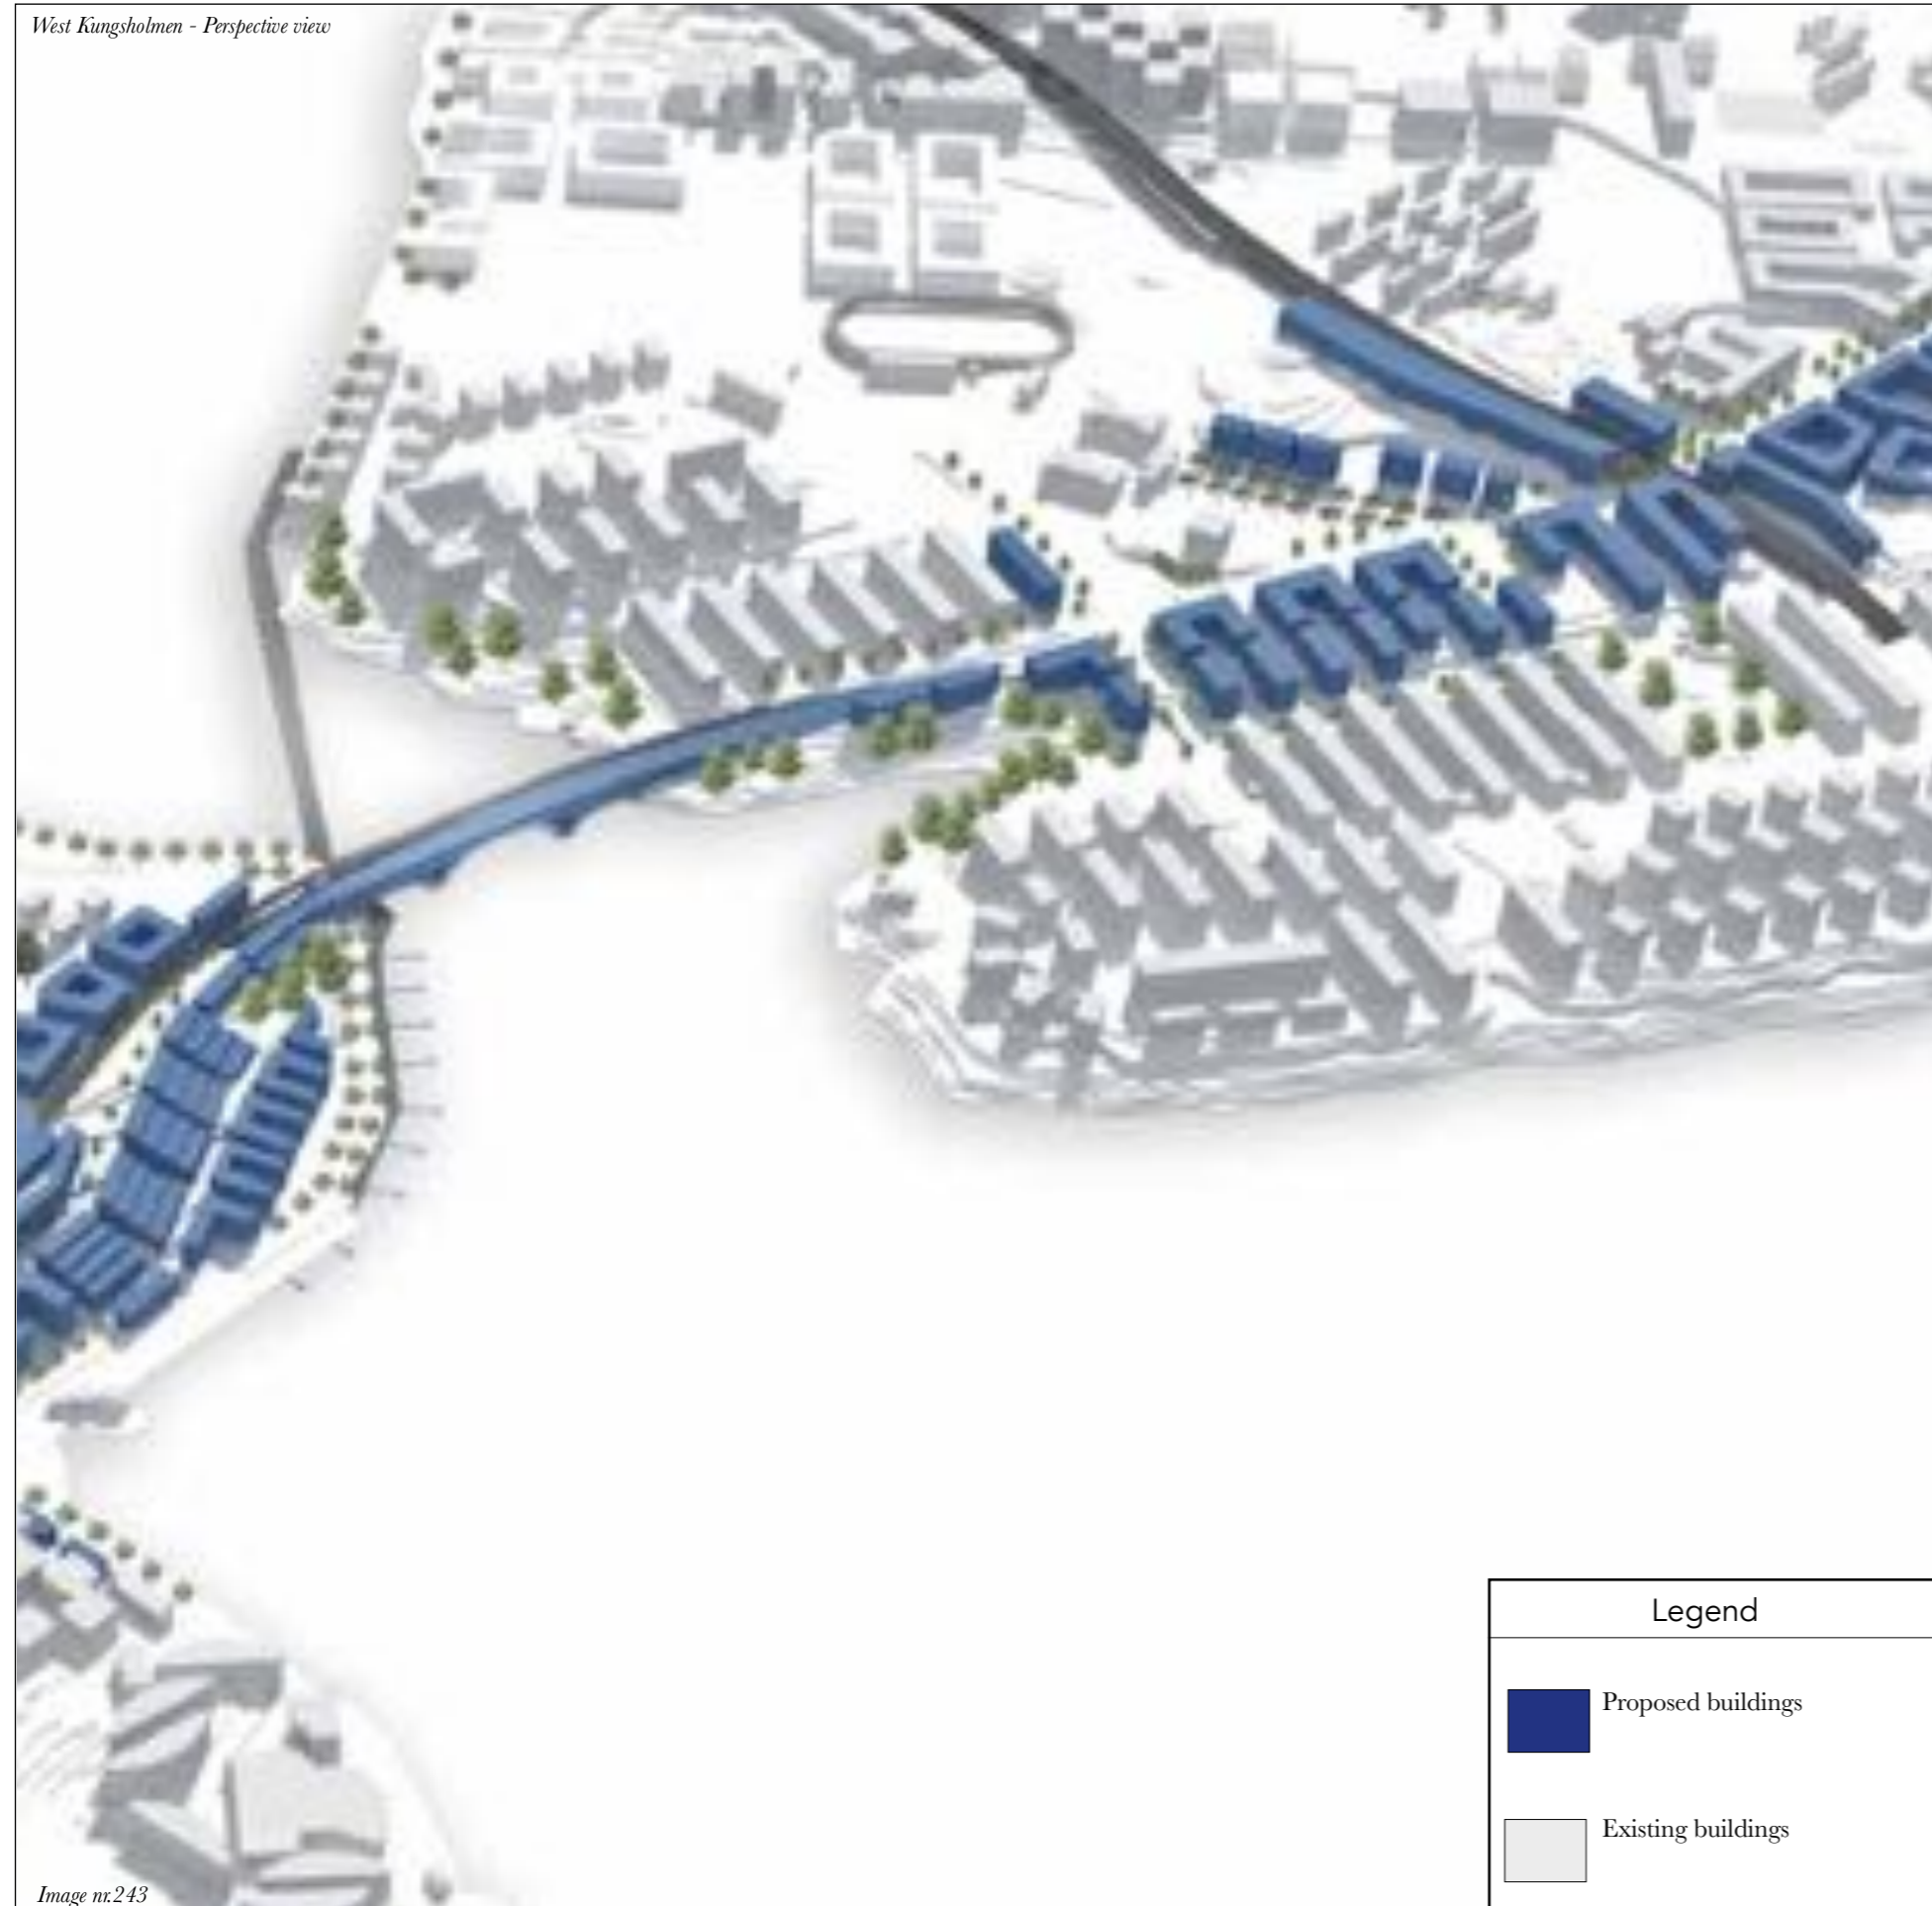 West Kungsholmen - Perspective view
Legend
Proposed buildings
Existing buildings
Image nr.243